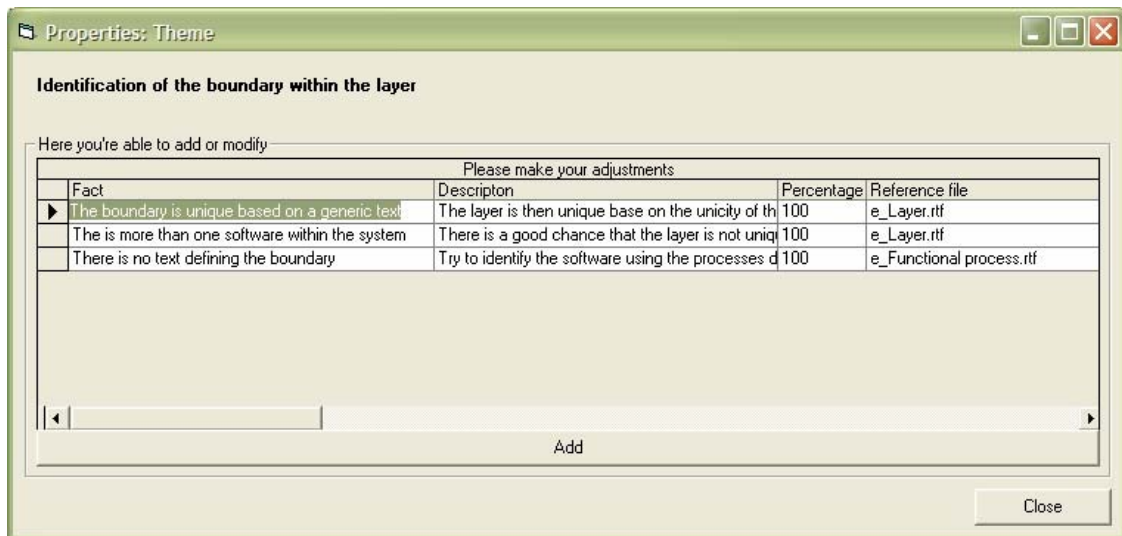 Properties: Theme
Identification of the boundary within the layer
Here you're able to add or modify
Please make your adjustments
Fact Descripton Percentage Reference file
The boundary is unique based on a generic text The layer is then unique base on the unicity of th 100 e_Layer.rtf
The is more than one software within the system There is a good chance that the layer is not uniqu 100 e_Layer.rtf
There is no text defining the boundary Try to identify the software using the processes d 100 e_Functional process.rtf
Add
Close